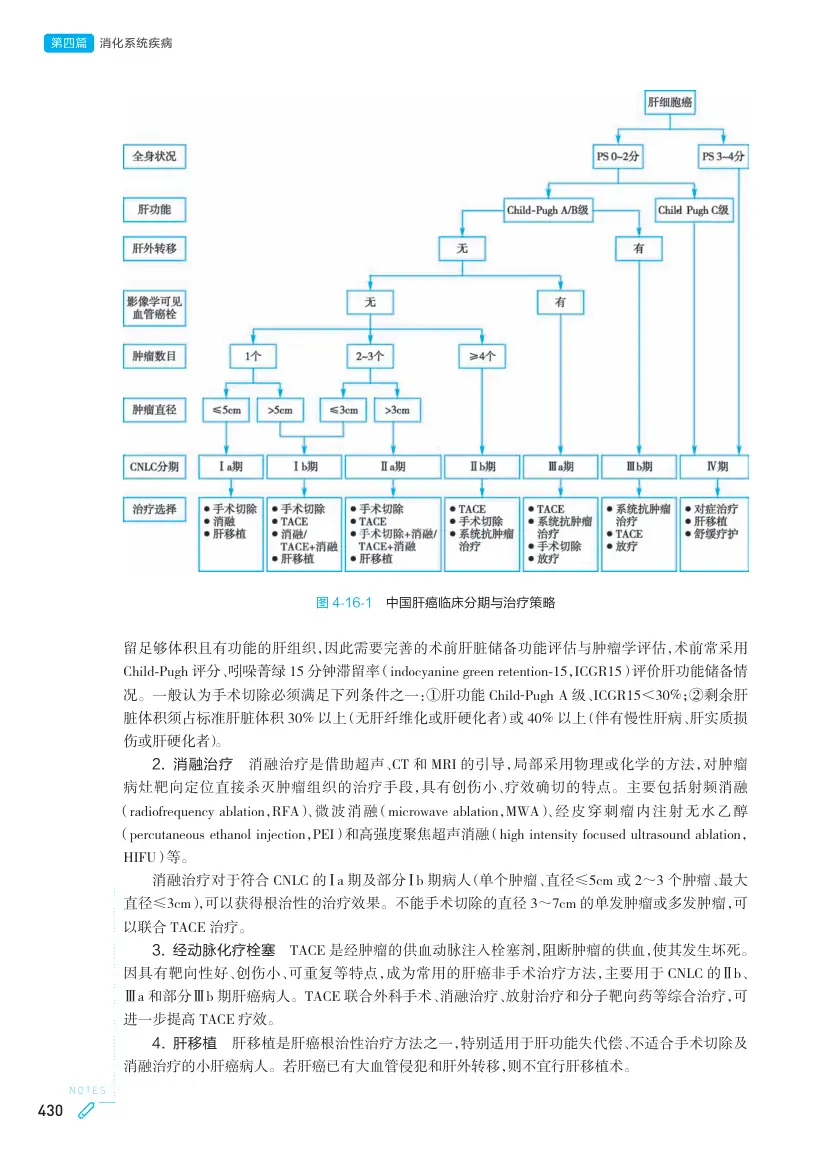 第四篇 消化系统疾病
肝细胞癌
全身状况
PS 0~2分
PS 3~4分
肝功能
Child-Pugh A/B级
Child Pugh C级
肝外转移
无
有
影像学可见
血管癌栓
无
有
肿瘤数目
1个
2~3个
≥4个
肿瘤直径
≤5cm
>5cm
≤3cm
>3cm
CNLC分期
Ⅰa期
Ⅰb期
Ⅱa期
Ⅱb期
Ⅲa期
Ⅲb期
Ⅳ期
治疗选择
● 手术切除
● 消融
● 肝移植
● 手术切除
● TACE
● 消融/
TACE+消融
● 肝移植
● 手术切除
● TACE
● 手术切除+消融/
TACE+消融
● 肝移植
● TACE
● 手术切除
● 系统抗肿瘤
治疗
● TACE
● 系统抗肿瘤
治疗
● 手术切除
● 放疗
● 系统抗肿瘤
治疗
● TACE
● 放疗
● 对症治疗
● 肝移植
● 舒缓疗护
图 4-16-1 中国肝癌临床分期与治疗策略
留足够体积且有功能的肝组织,因此需要完善的术前肝脏储备功能评估与肿瘤学评估,术前常采用
Child-Pugh 评分、吲哚菁绿 15 分钟滞留率(indocyanine green retention-15,ICGR15)评价肝功能储备情
况。一般认为手术切除必须满足下列条件之一:①肝功能 Child-Pugh A 级、ICGR15<30%;②剩余肝
脏体积须占标准肝脏体积 30% 以上(无肝纤维化或肝硬化者)或 40% 以上(伴有慢性肝病、肝实质损
伤或肝硬化者)。
2. 消融治疗 消融治疗是借助超声、CT 和 MRI 的引导,局部采用物理或化学的方法,对肿瘤
病灶靶向定位直接杀灭肿瘤组织的治疗手段,具有创伤小、疗效确切的特点。主要包括射频消融
(radiofrequency ablation,RFA)、微波消融(microwave ablation,MWA)、经皮穿刺瘤内注射无水乙醇
(percutaneous ethanol injection,PEI)和高强度聚焦超声消融(high intensity focused ultrasound ablation,
HIFU)等。
消融治疗对于符合 CNLC 的Ⅰa 期及部分Ⅰb 期病人(单个肿瘤、直径≤5cm 或 2~3 个肿瘤、最大
直径≤3cm),可以获得根治性的治疗效果。不能手术切除的直径 3~7cm 的单发肿瘤或多发肿瘤,可
以联合 TACE 治疗。
3. 经动脉化疗栓塞 TACE 是经肿瘤的供血动脉注入栓塞剂,阻断肿瘤的供血,使其发生坏死。
因具有靶向性好、创伤小、可重复等特点,成为常用的肝癌非手术治疗方法,主要用于 CNLC 的Ⅱb、
Ⅲa 和部分Ⅲb 期肝癌病人。TACE 联合外科手术、消融治疗、放射治疗和分子靶向药等综合治疗,可
进一步提高 TACE 疗效。
4. 肝移植 肝移植是肝癌根治性治疗方法之一,特别适用于肝功能失代偿、不适合手术切除及
消融治疗的小肝癌病人。若肝癌已有大血管侵犯和肝外转移,则不宜行肝移植术。
NOTES
430